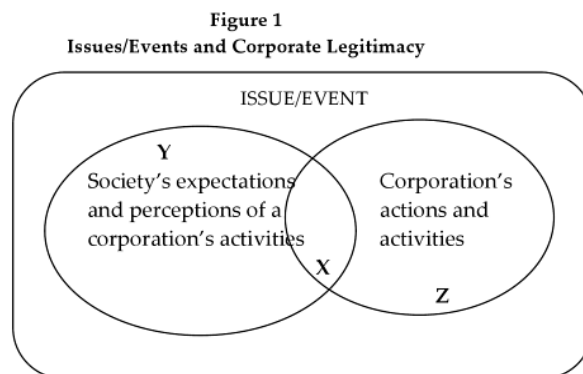 Figure 1
Issues/Events and Corporate Legitimacy
ISSUE/EVENT
Y
Society's expectations
and perceptions of a
corporation's activities
X
Corporation's
actions and
activities
Z